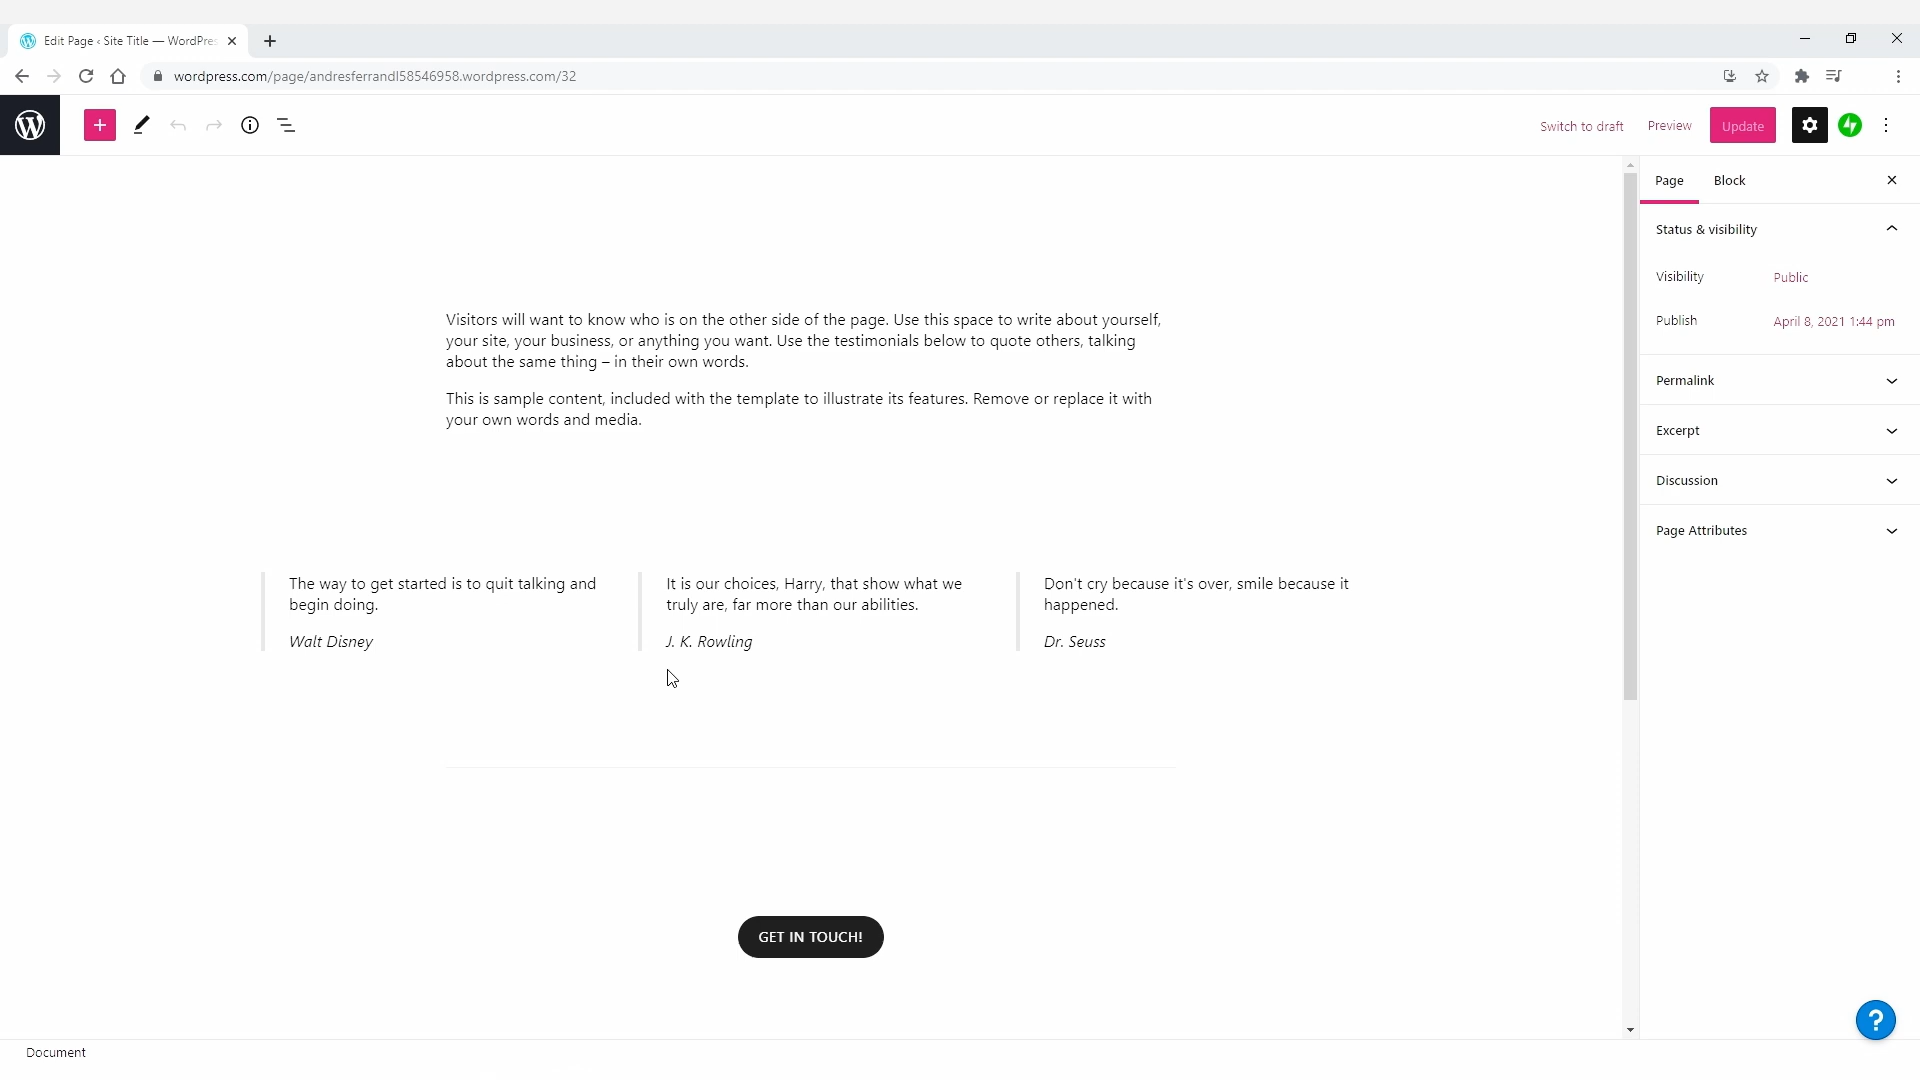 Edit Page ‹ Site Title — WordPres
wordpress.com/page/andresferrandl58546958.wordpress.com/32
Switch to draft
Preview
Update
Page
Block
Status & visibility
Visibility
Public
Publish
April 8, 2021 1:44 pm
Permalink
Excerpt
Discussion
Page Attributes
Visitors will want to know who is on the other side of the page. Use this space to write about yourself,
your site, your business, or anything you want. Use the testimonials below to quote others, talking
about the same thing – in their own words.
This is sample content, included with the template to illustrate its features. Remove or replace it with
your own words and media.
The way to get started is to quit talking and
begin doing.
Walt Disney
It is our choices, Harry, that show what we
truly are, far more than our abilities.
J. K. Rowling
Don't cry because it's over, smile because it
happened.
Dr. Seuss
GET IN TOUCH!
?
Document